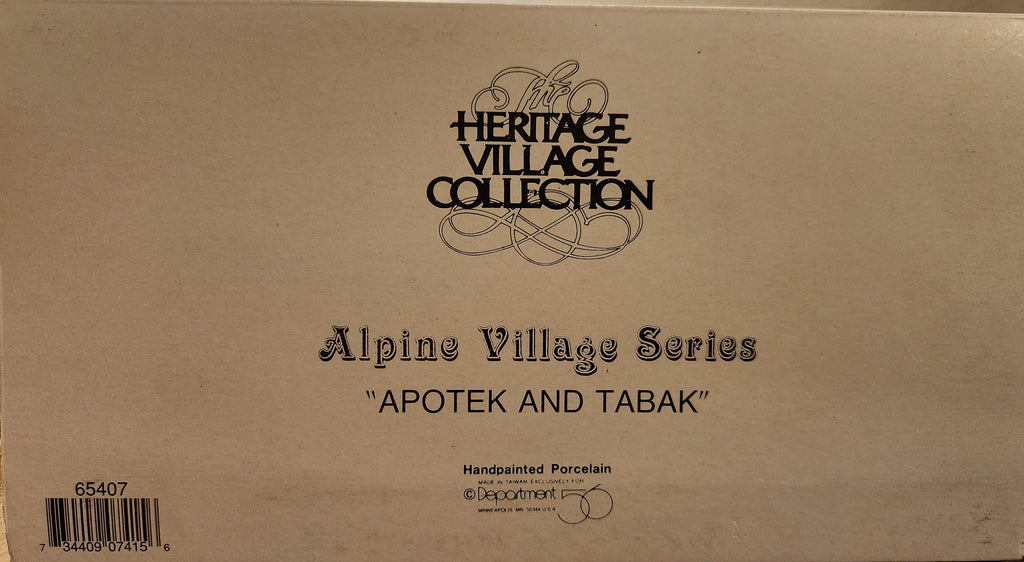 The
HERITAGE
VILLAGE
COLLECTION
Alpine Village Series
"APOTEK AND TABAK"
Handpainted Porcelain
MADE IN TAIWAN EXCLUSIVELY FOR
© Department 56
MINNEAPOLIS MN 55344 U.S.A.
65407
7 34409 07415 6